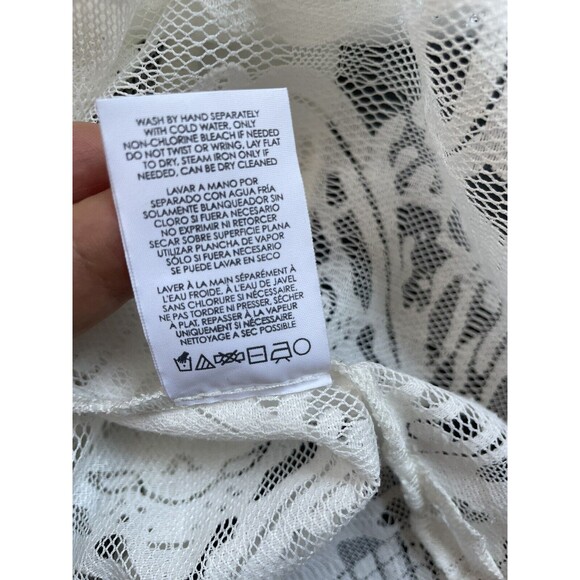 WASH BY HAND SEPARATELY
WITH COLD WATER, ONLY
NON-CHLORINE BLEACH IF NEEDED
DO NOT TWIST OR WRING, LAY FLAT
TO DRY, STEAM IRON ONLY IF
NEEDED, CAN BE DRY CLEANED
LAVAR A MANO POR
SEPARADO CON AGUA FRÍA
SOLAMENTE BLANQUEADOR SIN
CLORO SI FUERA NECESARIO
NO EXPRIMIR NI RETORCER
SECAR SOBRE SUPERFICIE PLANA
UTILIZAR PLANCHA DE VAPOR
SÓLO SI FUERA NECESARIO
SE PUEDE LAVAR EN SECO
LAVER À LA MAIN SÉPARÉMENT À
L'EAU FROIDE, À L'EAU DE JAVEL
SANS CHLORURE SI NÉCESSAIRE,
NE PAS TORDRE NI PRESSER, SÉCHER
A PLAT, REPASSER À LA VAPEUR
UNIQUEMENT SI NÉCESSAIRE,
NETTOYAGE A SEC POSSIBLE